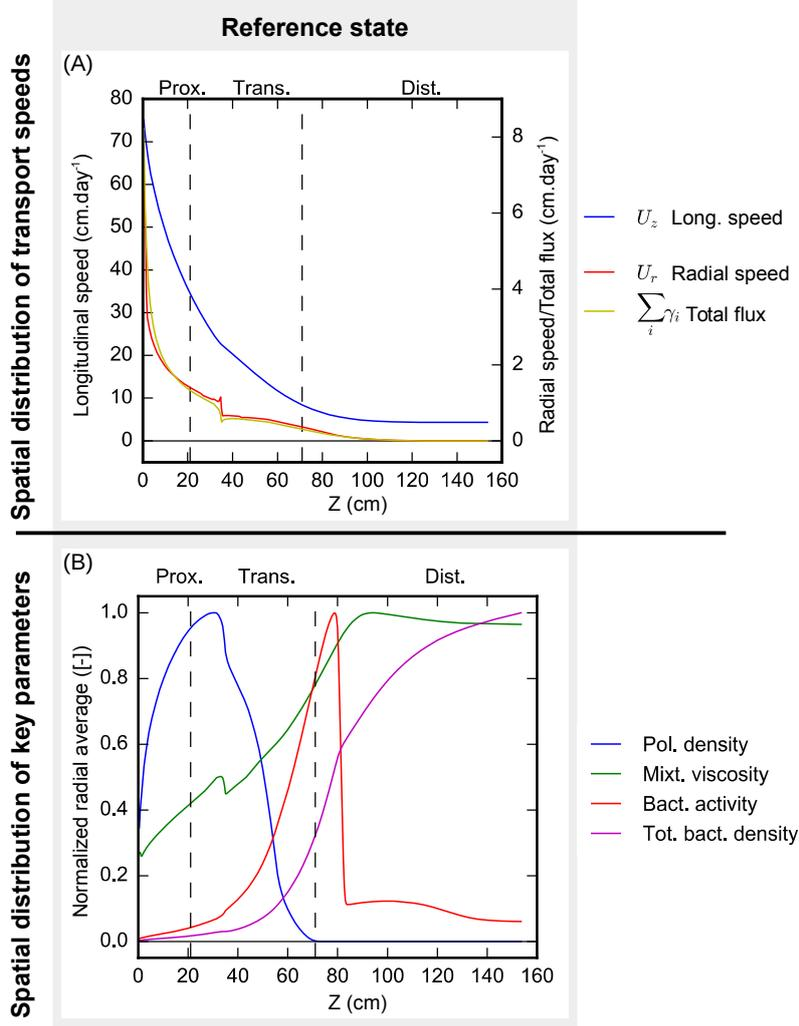 Reference state
Spatial distribution of transport speeds
(A)
Prox. Trans. Dist.
Longitudinal speed (cm.day⁻¹)
80
70
60
50
40
30
20
10
0
8
6
4
2
0
Radial speed/Total flux (cm.day⁻¹)
0 20 40 60 80 100 120 140 160
Z (cm)
U_z Long. speed
U_r Radial speed
∑_i γ_i Total flux
Spatial distribution of key parameters
(B)
Prox. Trans. Dist.
Normalized radial average ([-])
1.0
0.8
0.6
0.4
0.2
0.0
0 20 40 60 80 100 120 140 160
Z (cm)
Pol. density
Mixt. viscosity
Bact. activity
Tot. bact. density